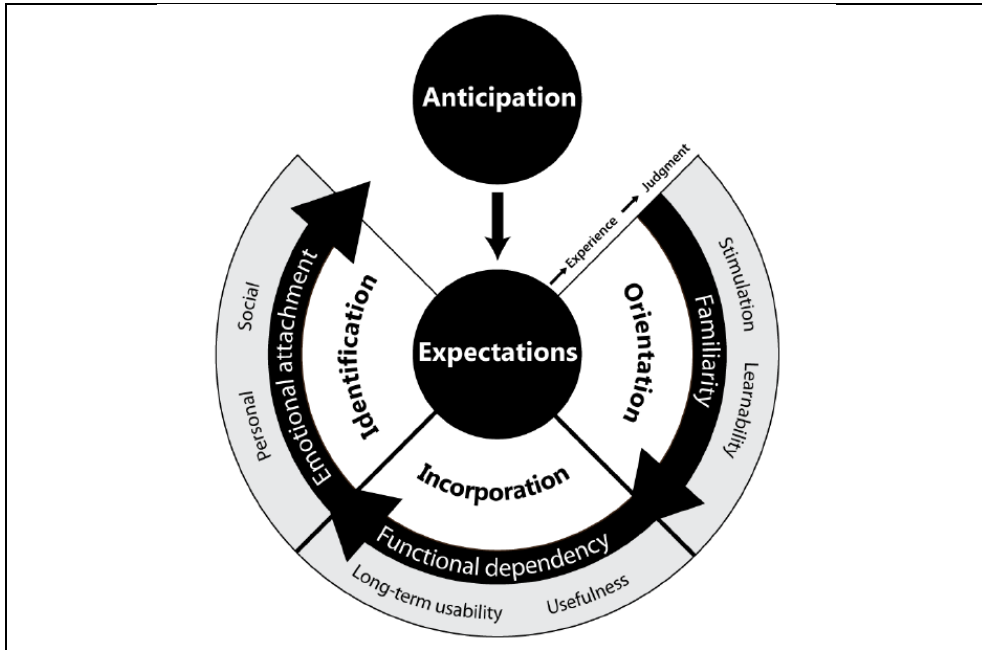 Anticipation
Experience
Judgment
Expectations
Orientation
Familiarity
Stimulation
Learnability
Incorporation
Functional dependency
Usefulness
Long-term usability
Identification
Emotional attachment
Personal
Social